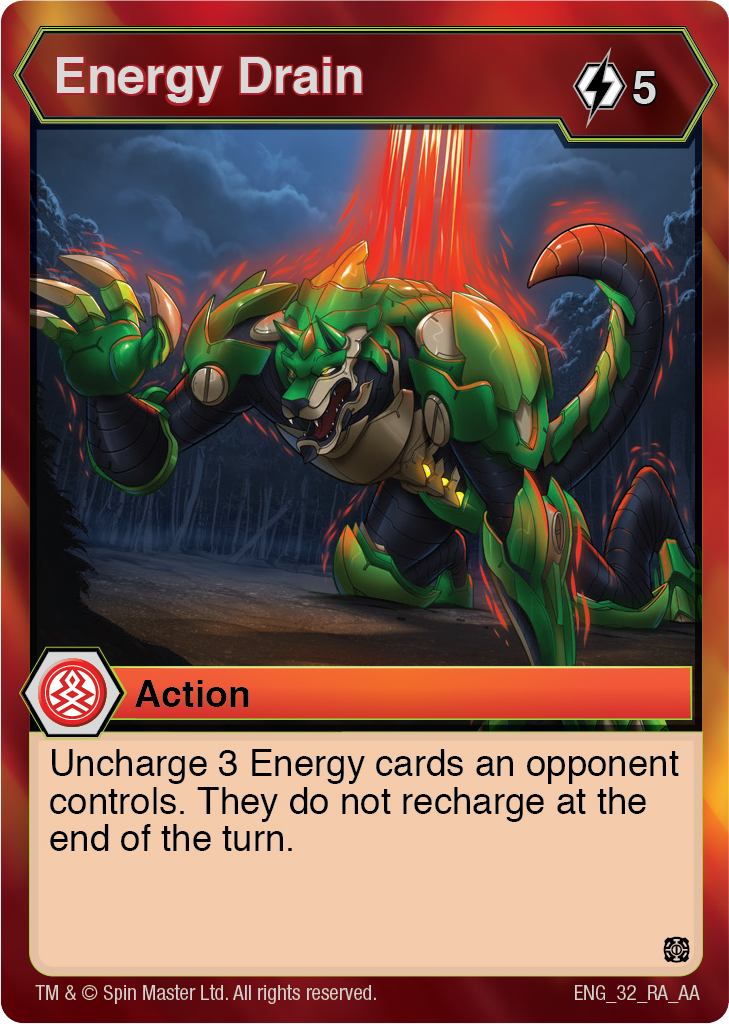 Energy Drain
5
Action
Uncharge 3 Energy cards an opponent
controls. They do not recharge at the
end of the turn.
TM & © Spin Master Ltd. All rights reserved.
ENG_32_RA_AA